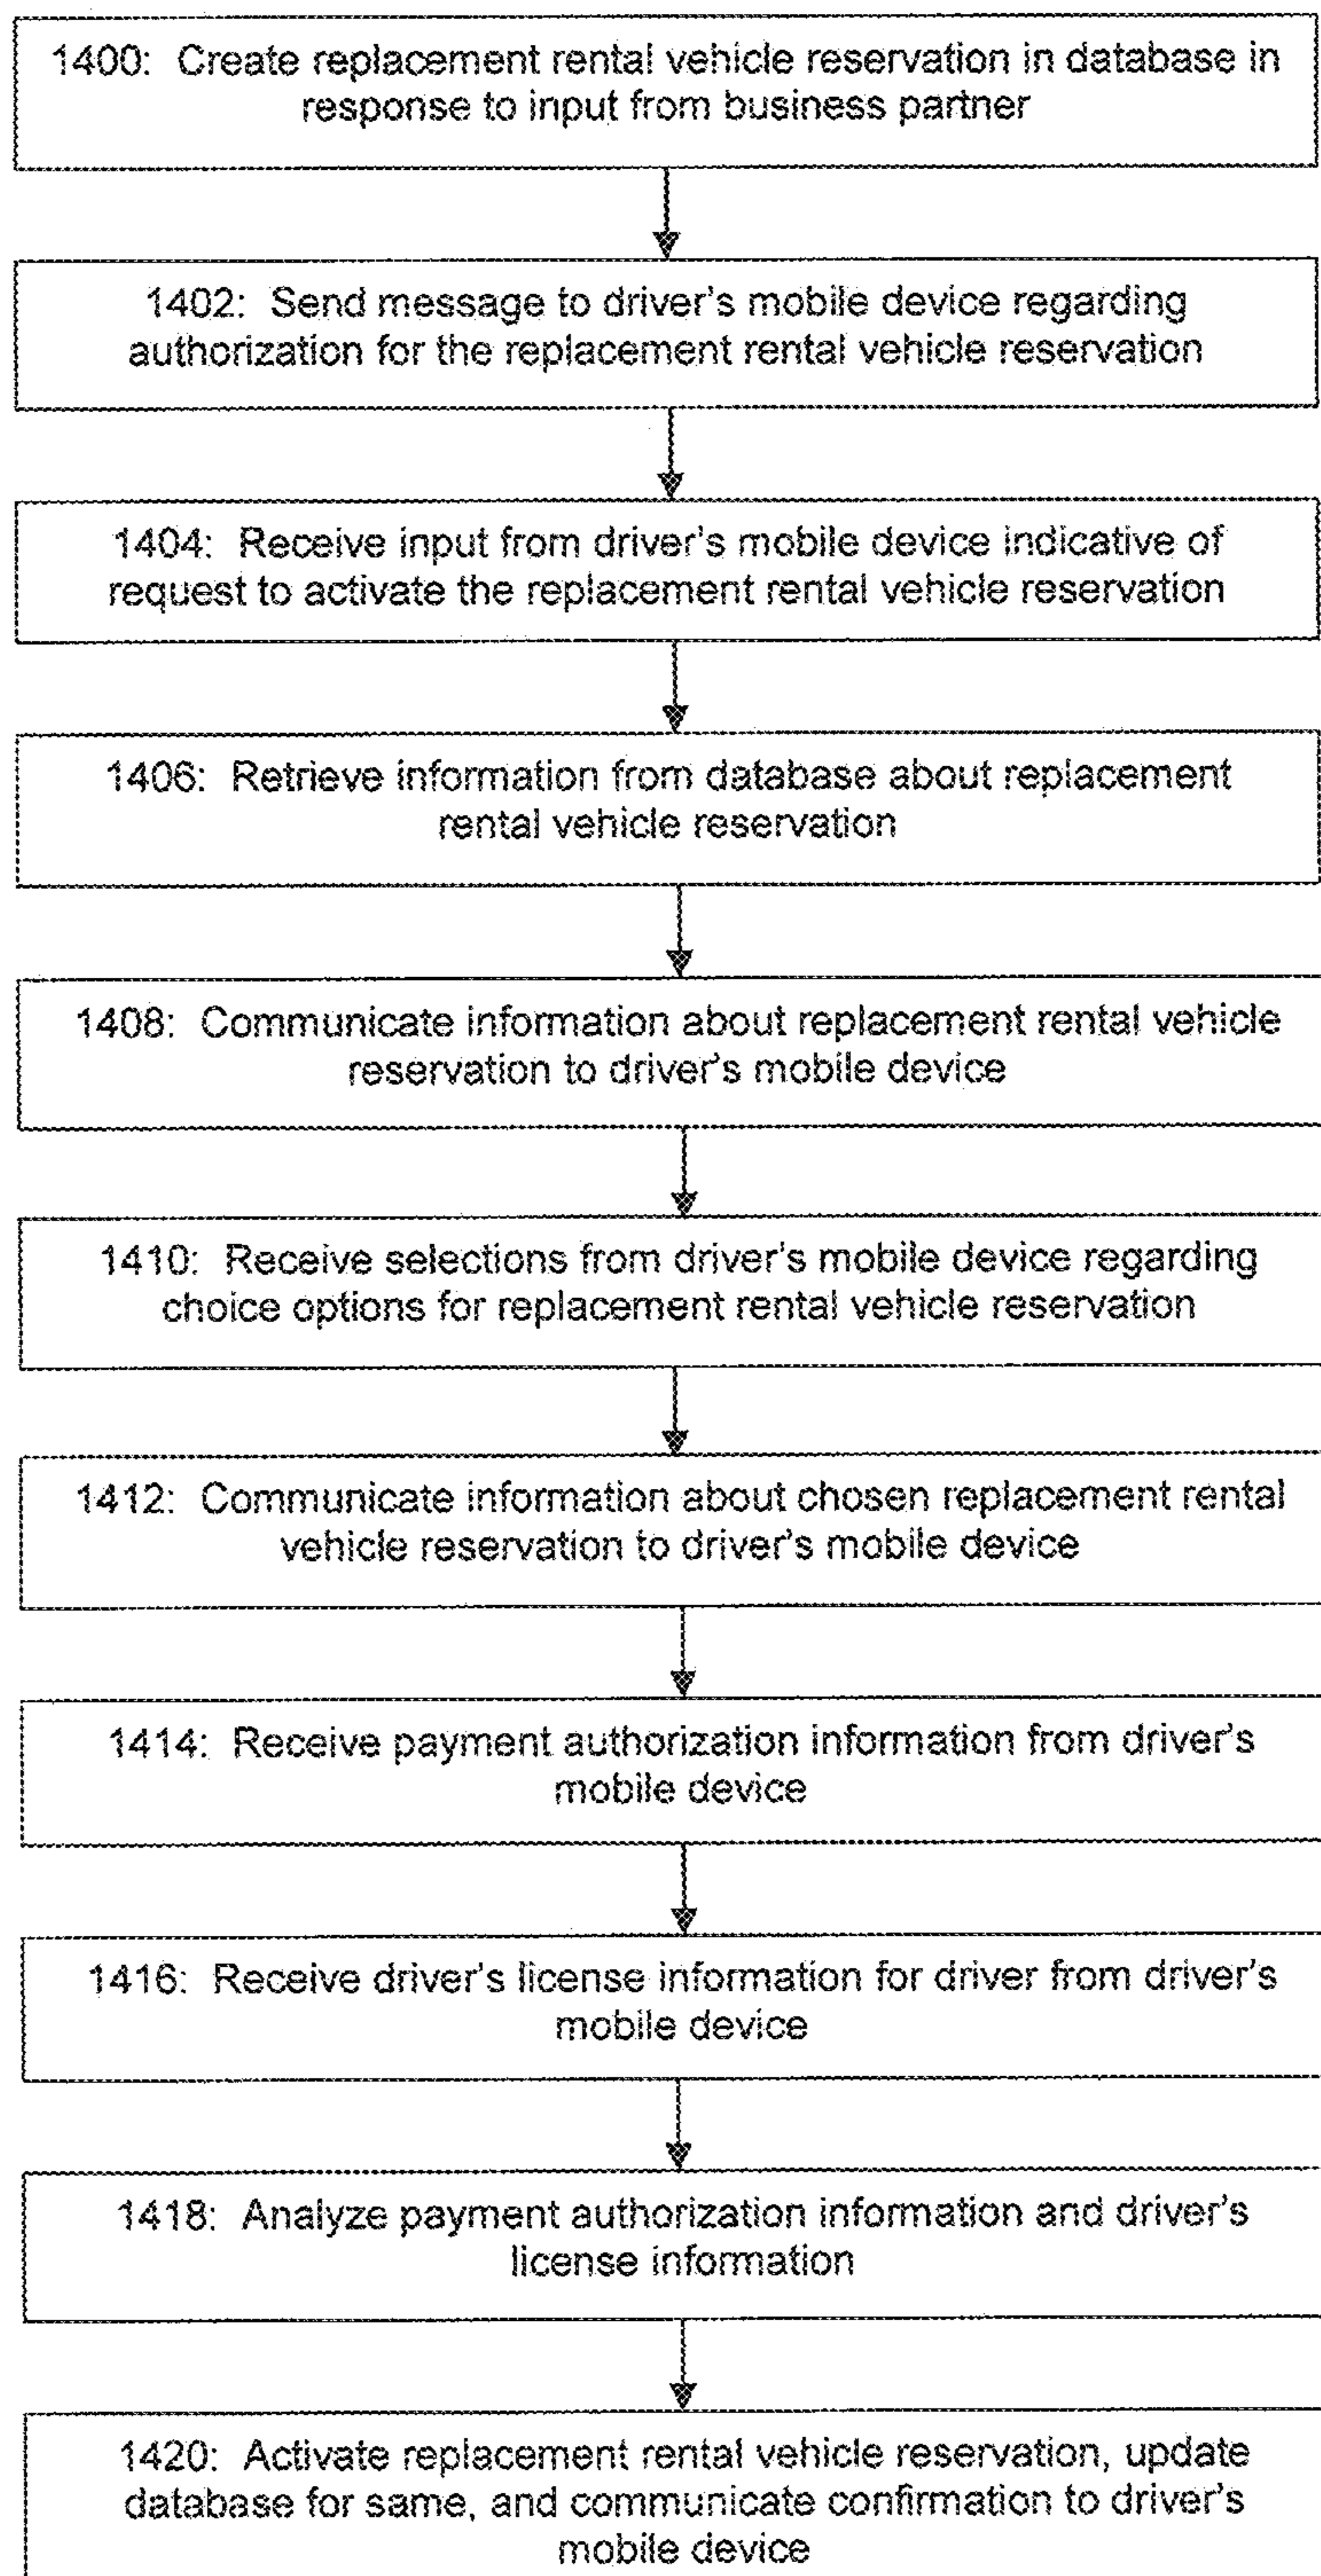 1400: Create replacement rental vehicle reservation in database in
response to input from business partner
1402: Send message to driver's mobile device regarding
authorization for the replacement rental vehicle reservation
1404: Receive input from driver's mobile device indicative of
request to activate the replacement rental vehicle reservation
1406: Retrieve information from database about replacement
rental vehicle reservation
1408: Communicate information about replacement rental vehicle
reservation to driver's mobile device
1410: Receive selections from driver's mobile device regarding
choice options for replacement rental vehicle reservation
1412: Communicate information about chosen replacement rental
vehicle reservation to driver's mobile device
1414: Receive payment authorization information from driver's
mobile device
1416: Receive driver's license information for driver from driver's
mobile device
1418: Analyze payment authorization information and driver's
license information
1420: Activate replacement rental vehicle reservation, update
database for same, and communicate confirmation to driver's
mobile device